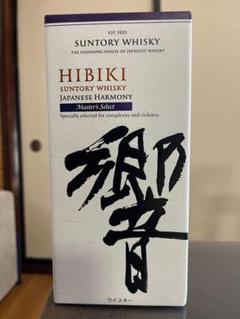 EST. 1923
SUNTORY WHISKY
THE FOUNDING HOUSE OF JAPANESE WHISKY
HIBIKI
SUNTORY WHISKY
JAPANESE HARMONY
Master's Select
Specially selected for complexity and richness
響
ウイスキー